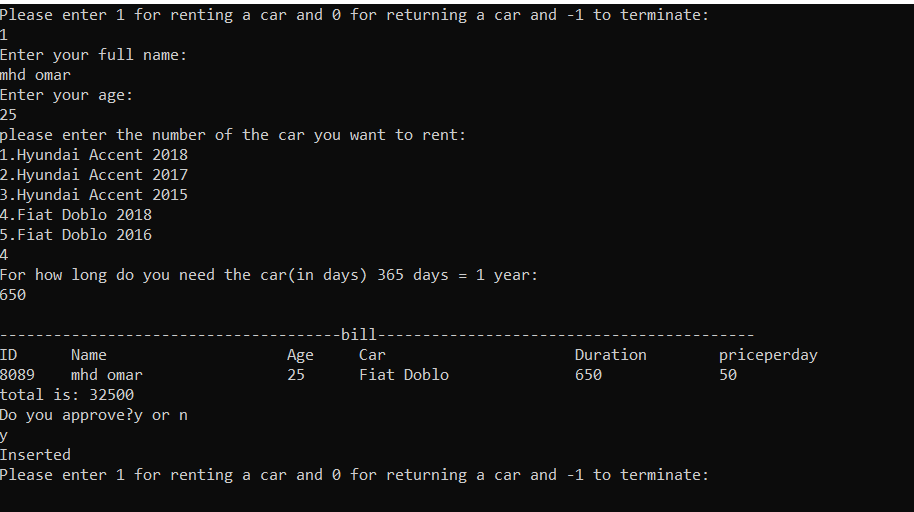 Please enter 1 for renting a car and 0 for returning a car and -1 to terminate:
1
Enter your full name:
mhd omar
Enter your age:
25
please enter the number of the car you want to rent:
1.Hyundai Accent 2018
2.Hyundai Accent 2017
3.Hyundai Accent 2015
4.Fiat Doblo 2018
5.Fiat Doblo 2016
4
For how long do you need the car(in days) 365 days = 1 year:
650
--------------------------------------bill------------------------------------------
ID Name Age Car Duration priceperday
8089 mhd omar 25 Fiat Doblo 650 50
total is: 32500
Do you approve?y or n
y
Inserted
Please enter 1 for renting a car and 0 for returning a car and -1 to terminate: